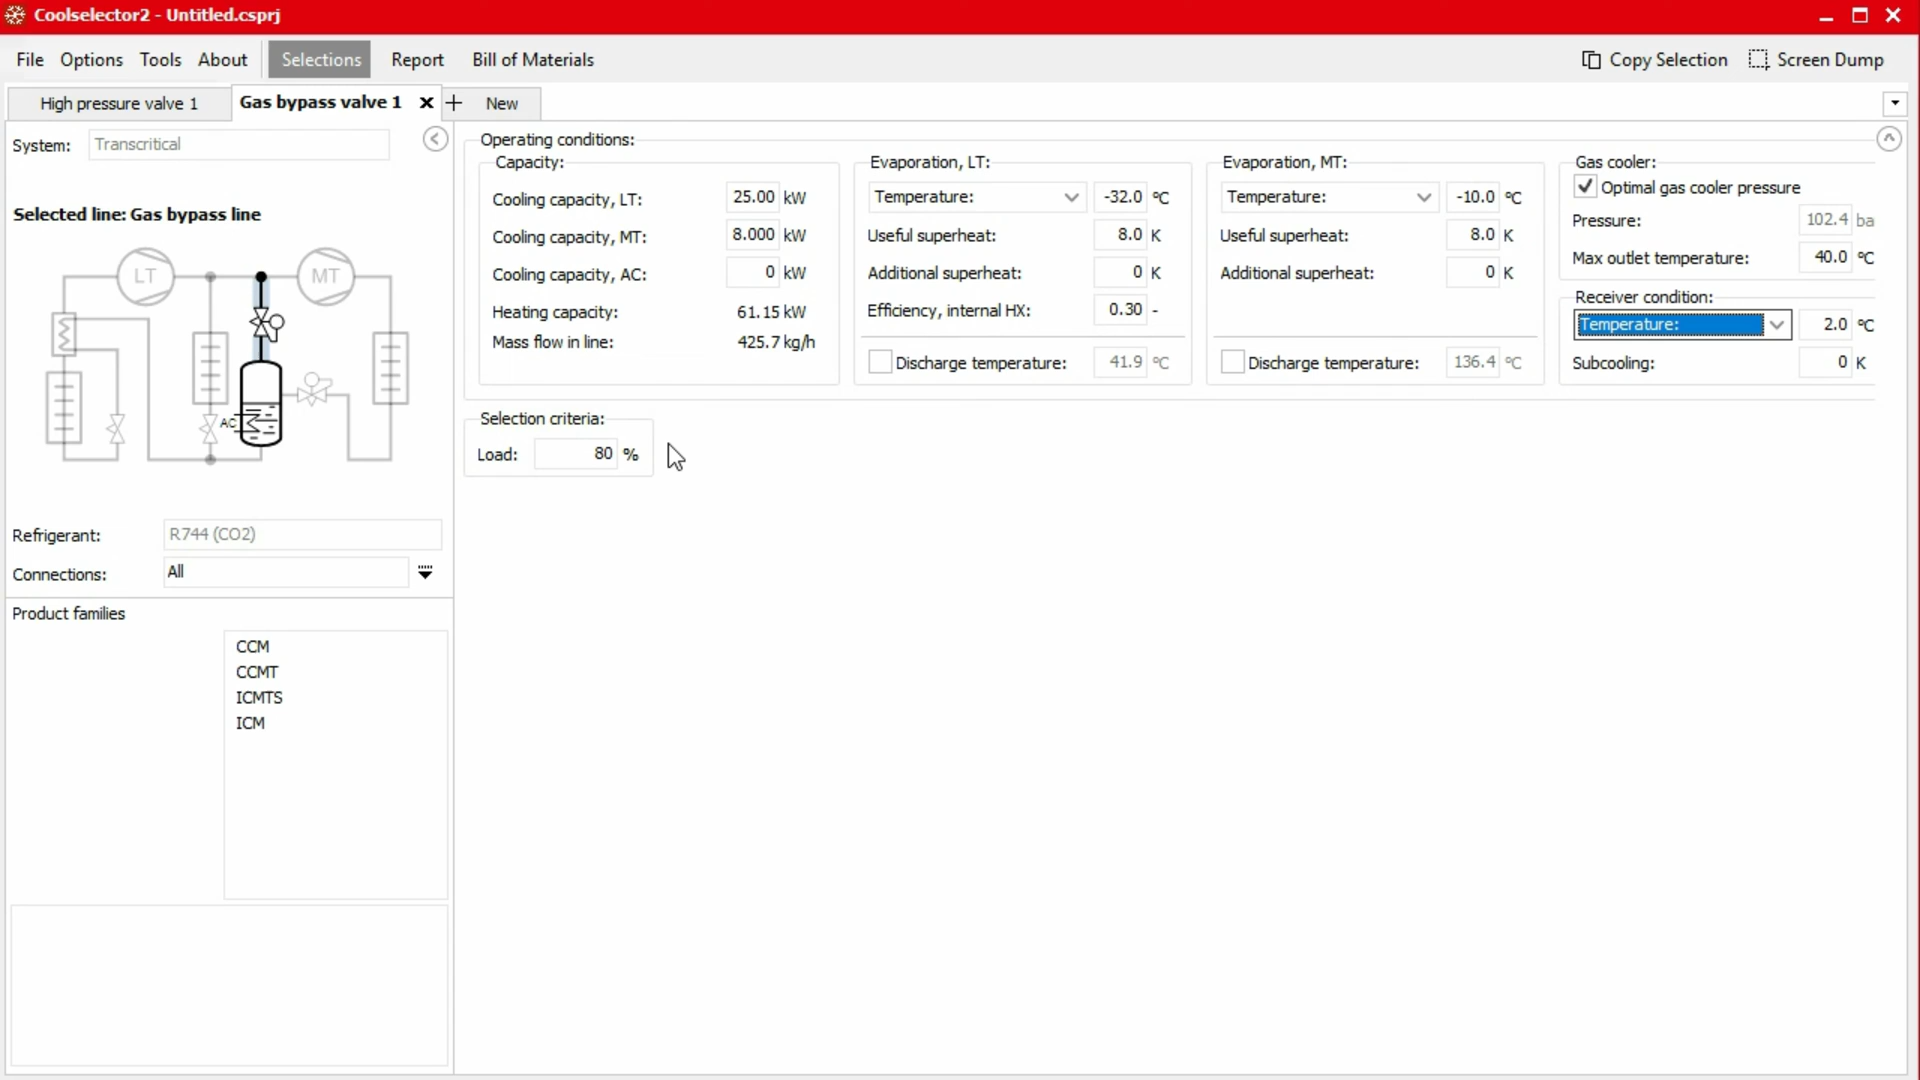 Coolselector2 - Untitled.csprj
File Options Tools About Selections Report Bill of Materials Copy Selection Screen Dump
High pressure valve 1 Gas bypass valve 1 New
System: Transcritical
Selected line: Gas bypass line
LT MT
AC
Refrigerant: R744 (CO2)
Connections: All
Product families
CCM
CCMT
ICMTS
ICM
Operating conditions:
Capacity:
Cooling capacity, LT: 25.00 kW
Cooling capacity, MT: 8.000 kW
Cooling capacity, AC: 0 kW
Heating capacity: 61.15 kW
Mass flow in line: 425.7 kg/h
Evaporation, LT:
Temperature: -32.0 °C
Useful superheat: 8.0 K
Additional superheat: 0 K
Efficiency, internal HX: 0.30 -
Discharge temperature: 41.9 °C
Evaporation, MT:
Temperature: -10.0 °C
Useful superheat: 8.0 K
Additional superheat: 0 K
Discharge temperature: 136.4 °C
Gas cooler:
Optimal gas cooler pressure
Pressure: 102.4 ba
Max outlet temperature: 40.0 °C
Receiver condition:
Temperature: 2.0 °C
Subcooling: 0 K
Selection criteria:
Load: 80 %